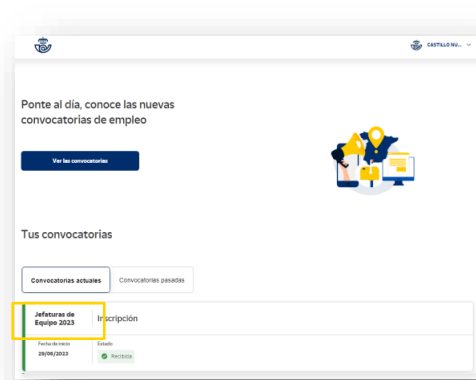 CASTILLO NU...
Ponte al día, conoce las nuevas
convocatorias de empleo
Ver las convocatorias
Tus convocatorias
Convocatorias actuales
Convocatorias pasadas
Jefaturas de
Equipo 2023
Inscripción
Fecha de inicio
Estado
29/06/2023
Recibida